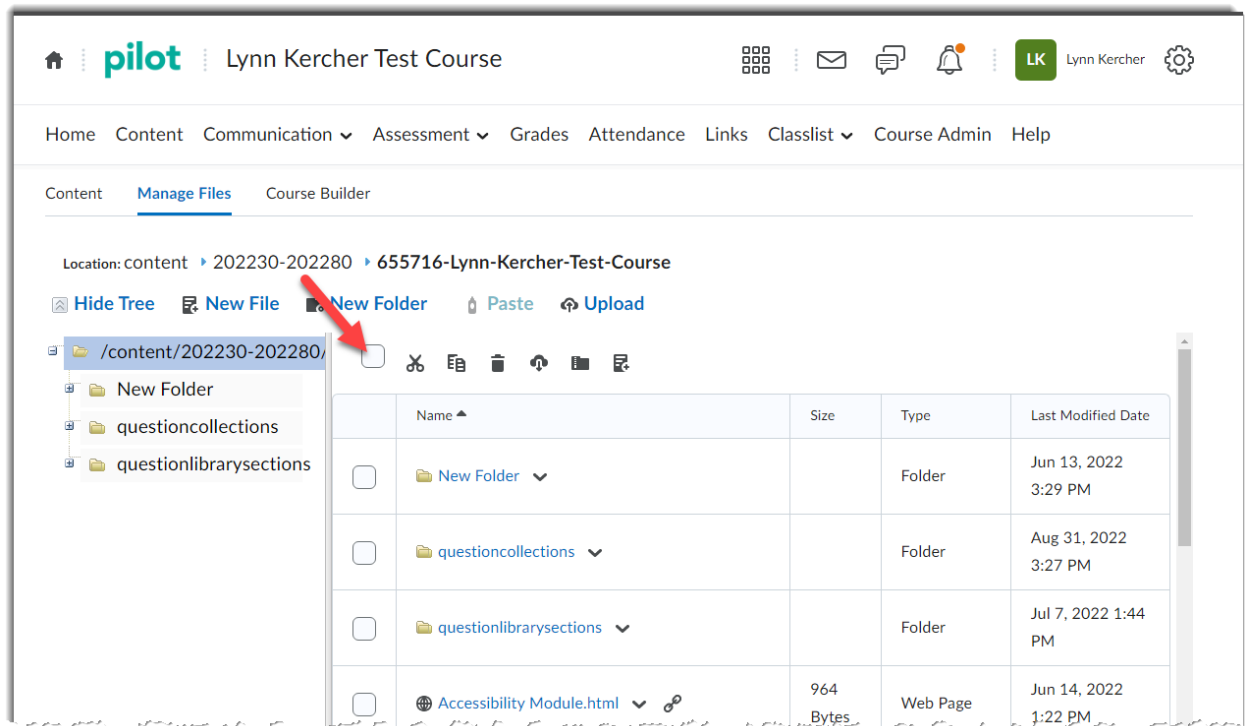 pilot Lynn Kercher Test Course LK Lynn Kercher
Home Content Communication Assessment Grades Attendance Links Classlist Course Admin Help
Content Manage Files Course Builder
Location: content 202230-202280 655716-Lynn-Kercher-Test-Course
Hide Tree New File New Folder Paste Upload
/content/202230-202280/
New Folder
questioncollections
questionlibrarysections
Name Size Type Last Modified Date
New Folder Folder Jun 13, 2022
3:29 PM
questioncollections Folder Aug 31, 2022
3:27 PM
questionlibrarysections Folder Jul 7, 2022 1:44
PM
Accessibility Module.html 964
Bytes Web Page Jun 14, 2022
1:22 PM